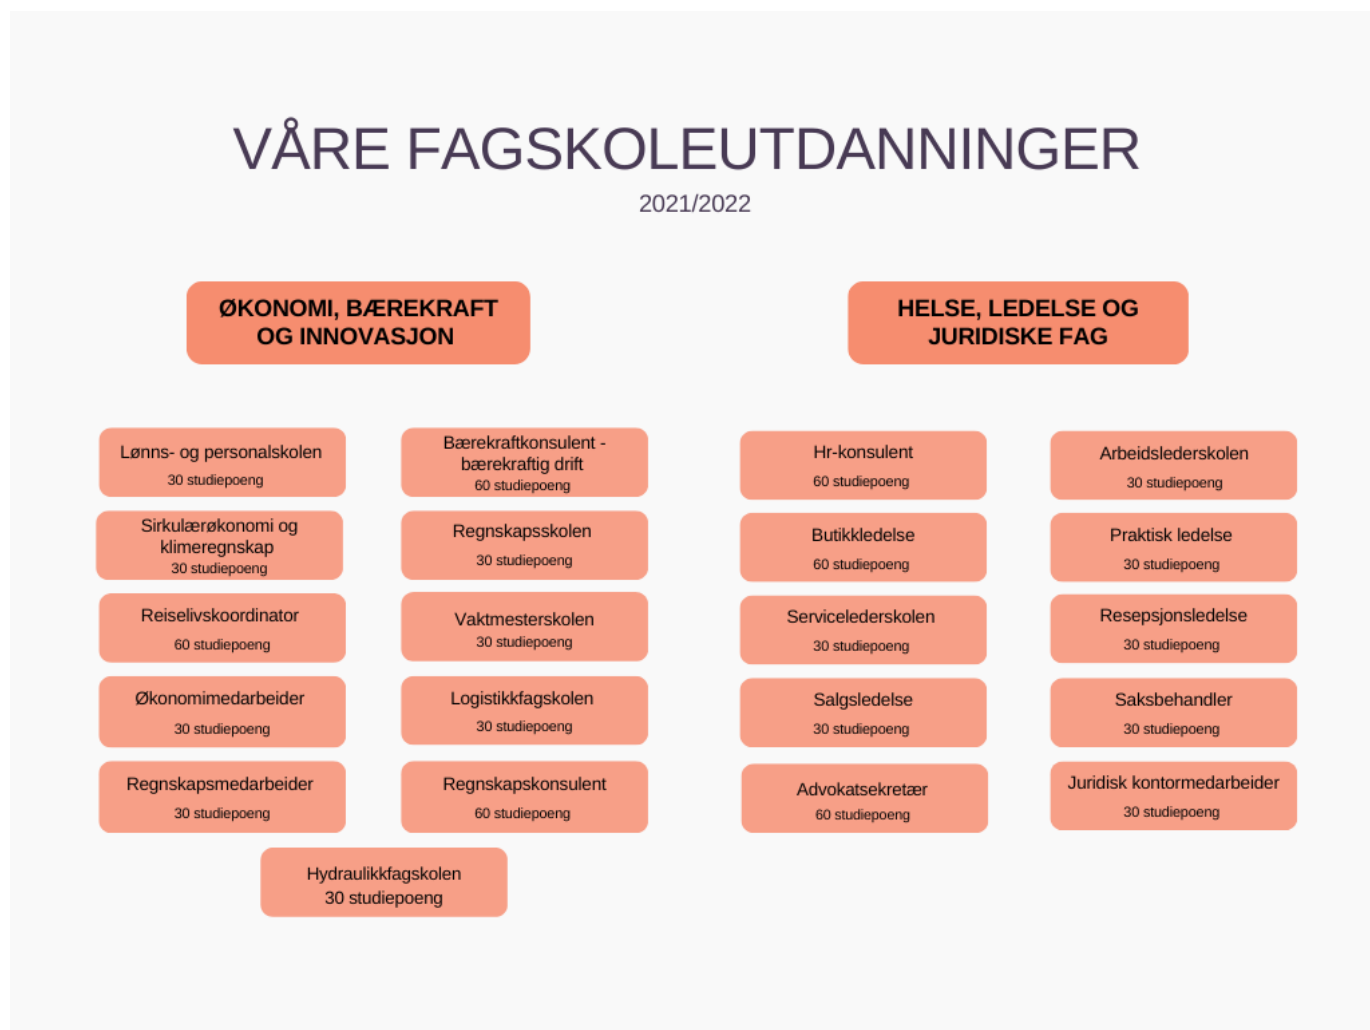 VÅRE FAGSKOLEUTDANNINGER
2021/2022
ØKONOMI, BÆREKRAFT
OG INNOVASJON
Lønns- og personalskolen
30 studiepoeng
Bærekraftkonsulent -
bærekraftig drift
60 studiepoeng
Sirkulærøkonomi og
klimeregnskap
30 studiepoeng
Regnskapsskolen
30 studiepoeng
Reiselivskoordinator
60 studiepoeng
Vaktmesterskolen
30 studiepoeng
Økonomimedarbeider
30 studiepoeng
Logistikkfagskolen
30 studiepoeng
Regnskapsmedarbeider
30 studiepoeng
Regnskapskonsulent
60 studiepoeng
Hydraulikkfagskolen
30 studiepoeng
HELSE, LEDELSE OG
JURIDISKE FAG
Hr-konsulent
60 studiepoeng
Arbeidslederskolen
30 studiepoeng
Butikkledelse
60 studiepoeng
Praktisk ledelse
30 studiepoeng
Servicelederskolen
30 studiepoeng
Resepsjonsledelse
30 studiepoeng
Salgsledelse
30 studiepoeng
Saksbehandler
30 studiepoeng
Advokatsekretær
60 studiepoeng
Juridisk kontormedarbeider
30 studiepoeng